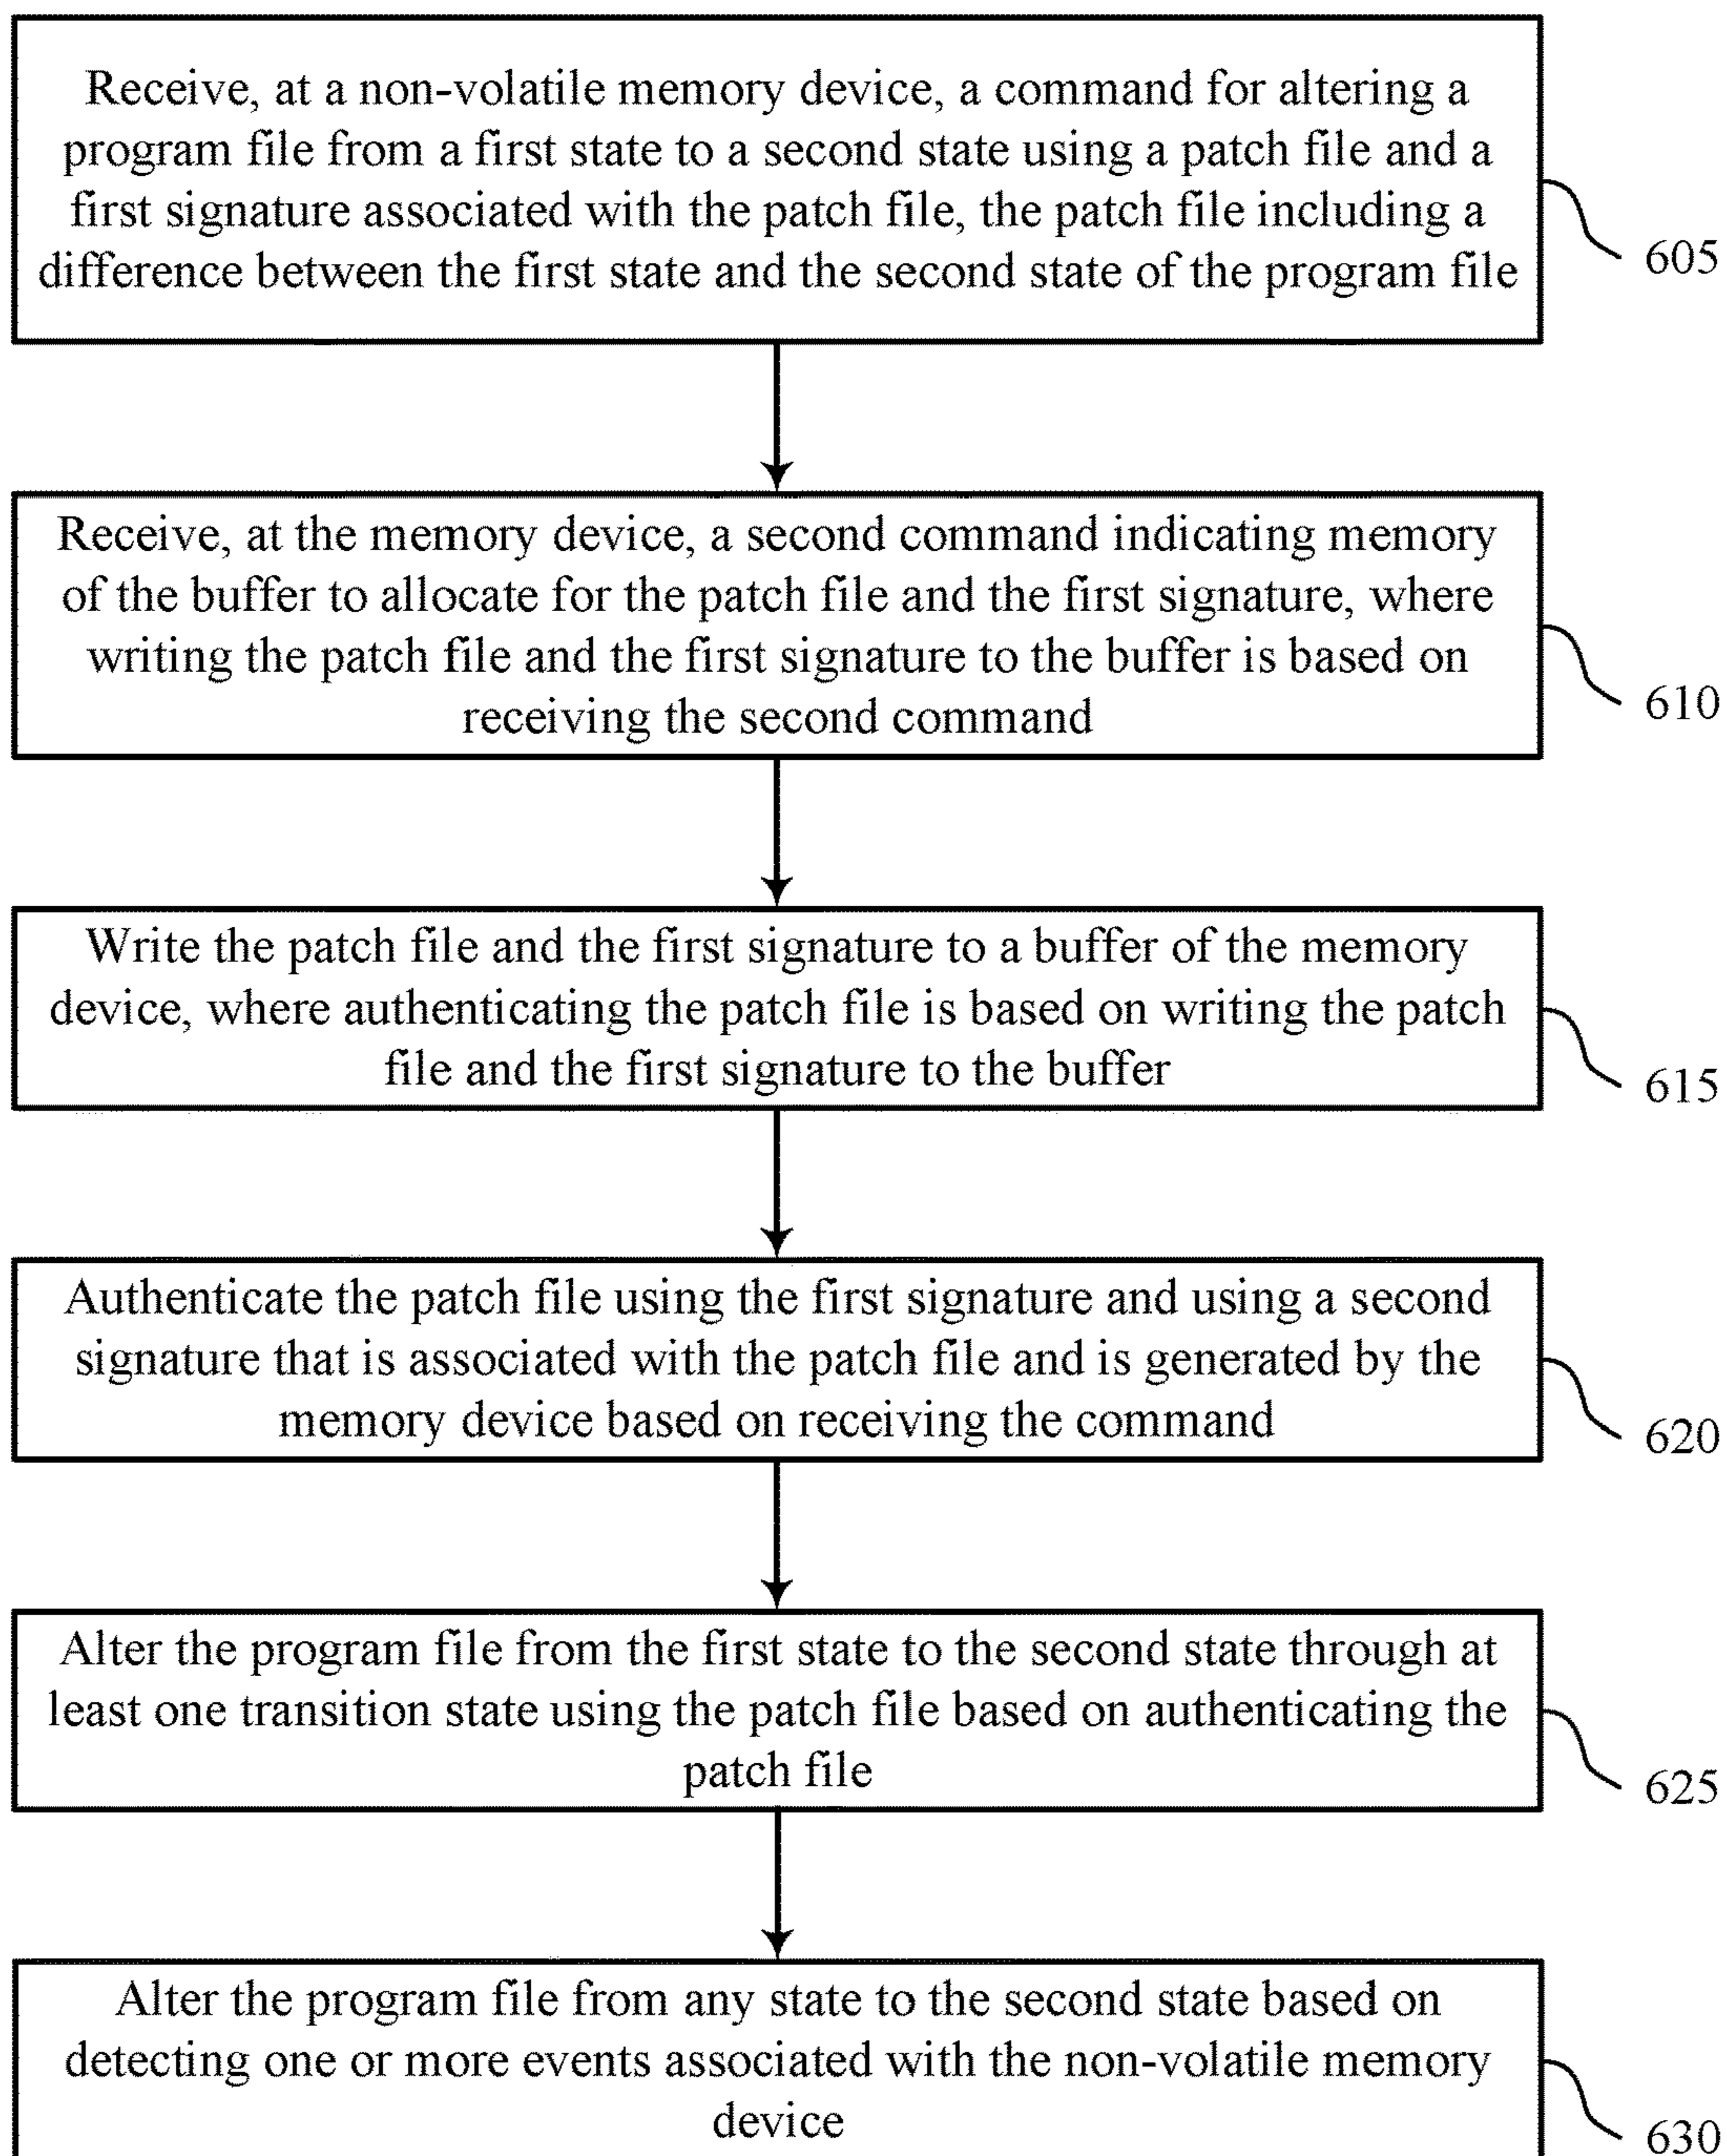 Receive, at a non-volatile memory device, a command for altering a
program file from a first state to a second state using a patch file and a
first signature associated with the patch file, the patch file including a
difference between the first state and the second state of the program file
605
Receive, at the memory device, a second command indicating memory
of the buffer to allocate for the patch file and the first signature, where
writing the patch file and the first signature to the buffer is based on
receiving the second command
610
Write the patch file and the first signature to a buffer of the memory
device, where authenticating the patch file is based on writing the patch
file and the first signature to the buffer
615
Authenticate the patch file using the first signature and using a second
signature that is associated with the patch file and is generated by the
memory device based on receiving the command
620
Alter the program file from the first state to the second state through at
least one transition state using the patch file based on authenticating the
patch file
625
Alter the program file from any state to the second state based on
detecting one or more events associated with the non-volatile memory
device
630